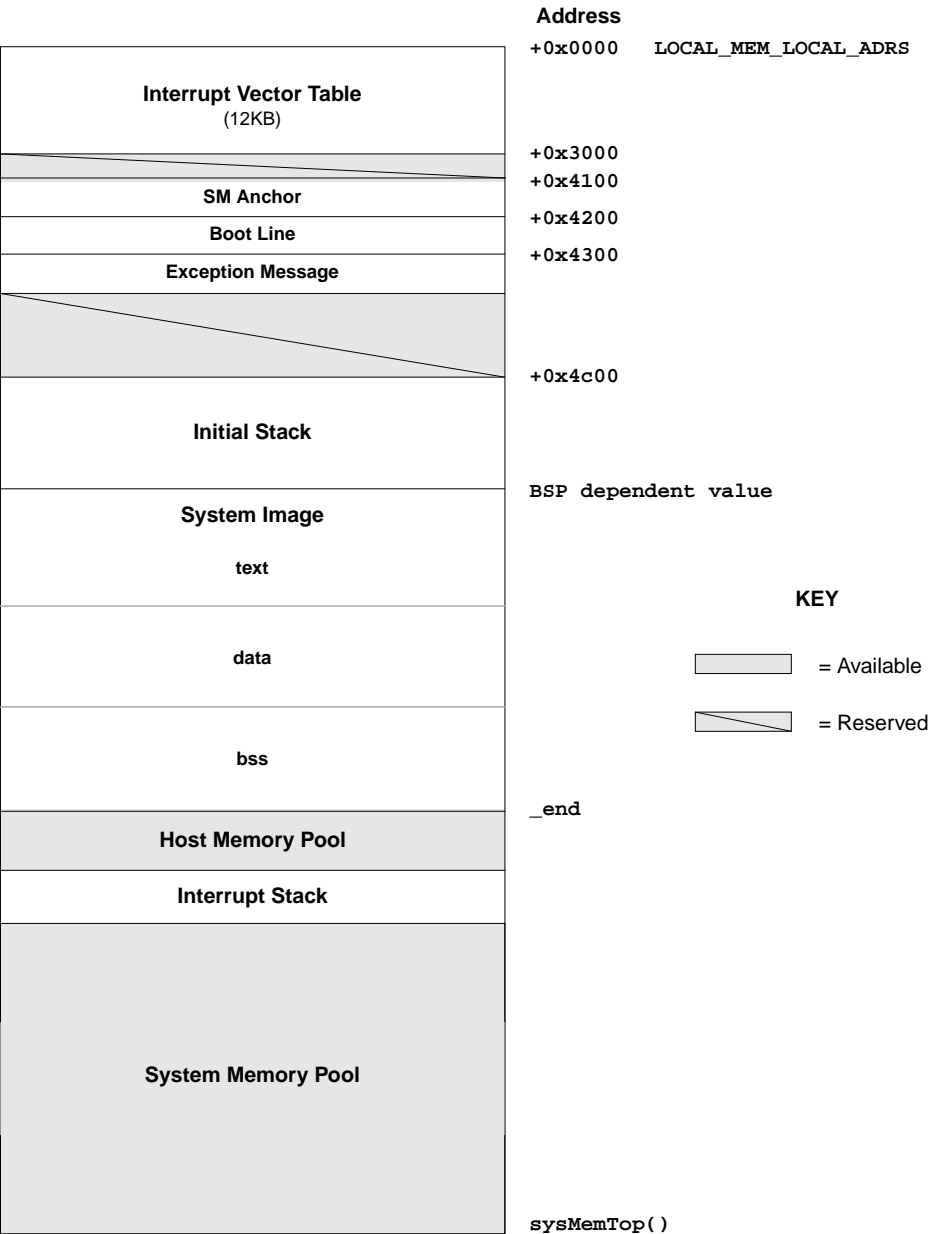 Address
+0x0000 LOCAL_MEM_LOCAL_ADRS
Interrupt Vector Table
(12KB)
+0x3000
+0x4100
SM Anchor
+0x4200
Boot Line
+0x4300
Exception Message
+0x4c00
Initial Stack
BSP dependent value
System Image
text
KEY
data
= Available
= Reserved
bss
_end
Host Memory Pool
Interrupt Stack
System Memory Pool
sysMemTop()